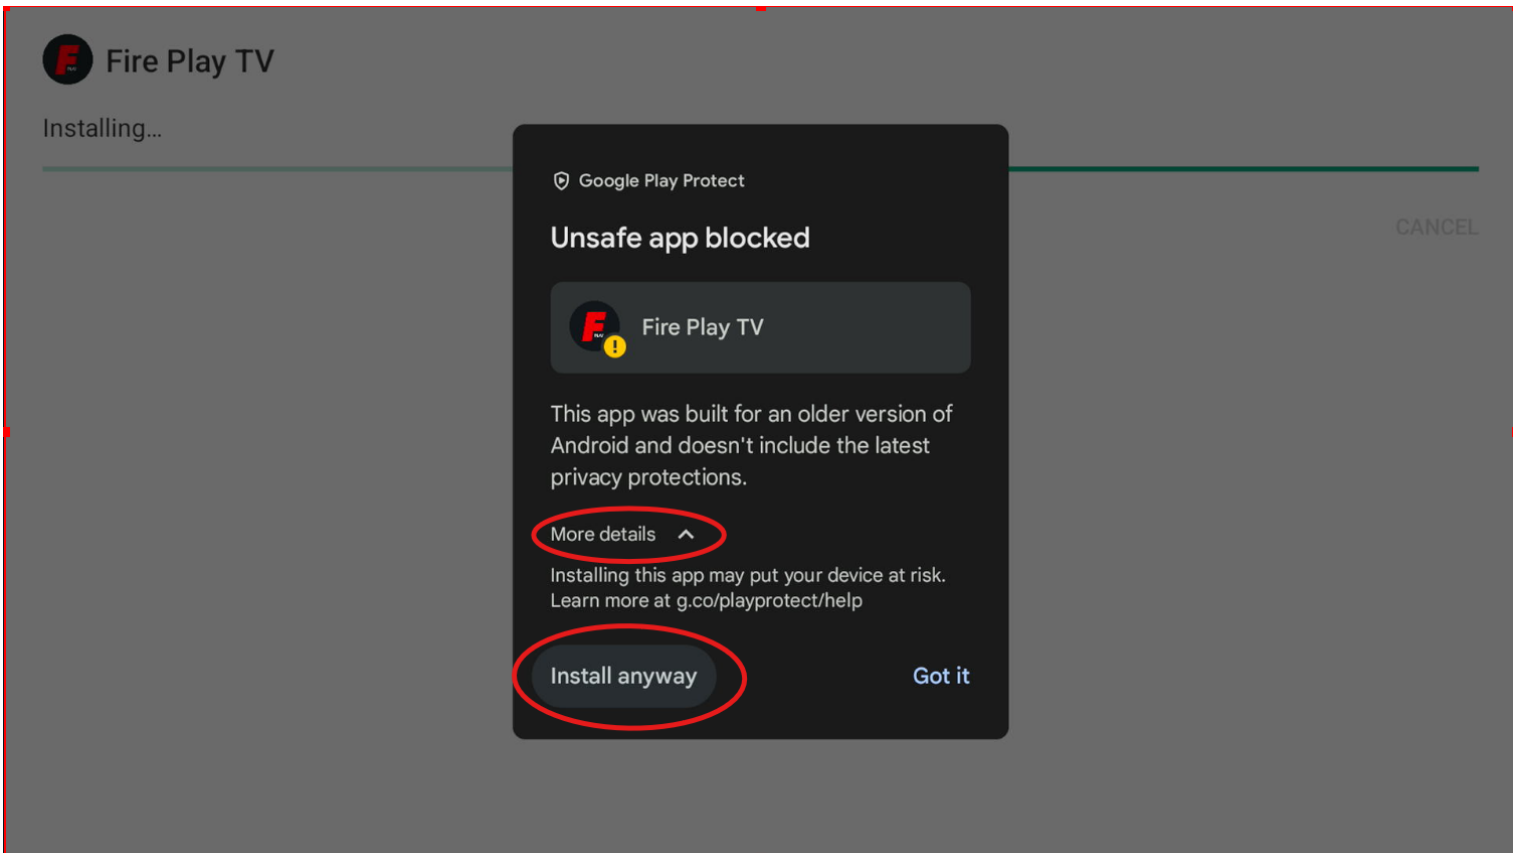 Fire Play TV
Installing...
Google Play Protect
Unsafe app blocked
CANCEL
Fire Play TV
This app was built for an older version of
Android and doesn't include the latest
privacy protections.
More details
Installing this app may put your device at risk.
Learn more at g.co/playprotect/help
Install anyway
Got it